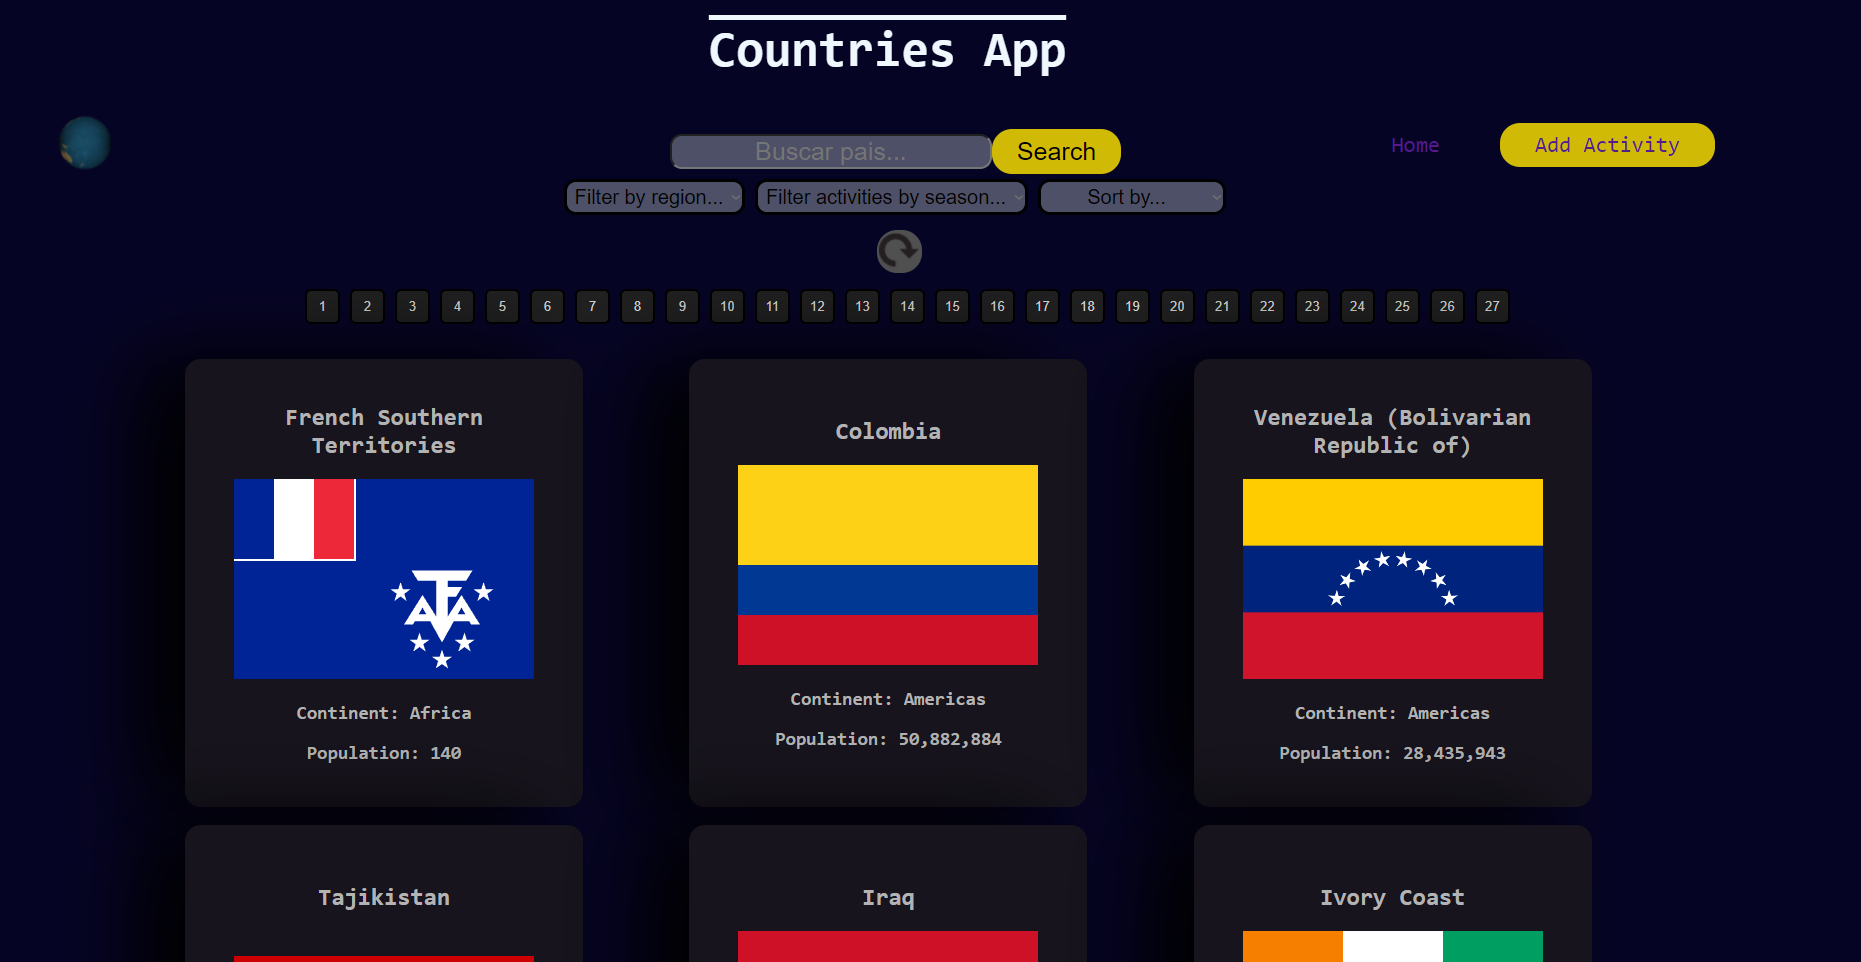 Countries App
Buscar pais...
Search
Home
Add Activity
Filter by region...
Filter activities by season...
Sort by...
1 2 3 4 5 6 7 8 9 10 11 12 13 14 15 16 17 18 19 20 21 22 23 24 25 26 27
French Southern
Territories
Continent: Africa
Population: 140
Colombia
Continent: Americas
Population: 50,882,884
Venezuela (Bolivarian
Republic of)
Continent: Americas
Population: 28,435,943
Tajikistan
Iraq
Ivory Coast